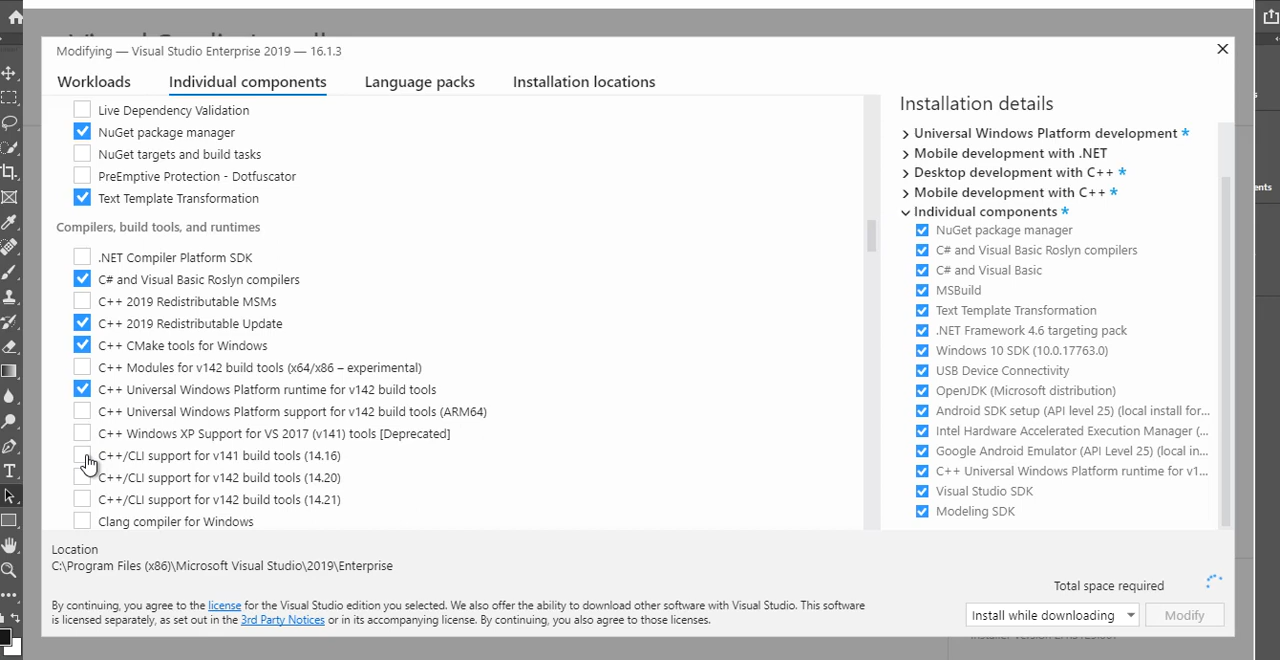 Modifying — Visual Studio Enterprise 2019 — 16.1.3
Workloads
Individual components
Language packs
Installation locations
Live Dependency Validation
NuGet package manager
NuGet targets and build tasks
PreEmptive Protection - Dotfuscator
Text Template Transformation
Compilers, build tools, and runtimes
.NET Compiler Platform SDK
C# and Visual Basic Roslyn compilers
C++ 2019 Redistributable MSMs
C++ 2019 Redistributable Update
C++ CMake tools for Windows
C++ Modules for v142 build tools (x64/x86 – experimental)
C++ Universal Windows Platform runtime for v142 build tools
C++ Universal Windows Platform support for v142 build tools (ARM64)
C++ Windows XP Support for VS 2017 (v141) tools [Deprecated]
C++/CLI support for v141 build tools (14.16)
C++/CLI support for v142 build tools (14.20)
C++/CLI support for v142 build tools (14.21)
Clang compiler for Windows
Installation details
Universal Windows Platform development *
Mobile development with .NET
Desktop development with C++ *
Mobile development with C++ *
Individual components *
NuGet package manager
C# and Visual Basic Roslyn compilers
C# and Visual Basic
MSBuild
Text Template Transformation
.NET Framework 4.6 targeting pack
Windows 10 SDK (10.0.17763.0)
USB Device Connectivity
OpenJDK (Microsoft distribution)
Android SDK setup (API level 25) (local install for...
Intel Hardware Accelerated Execution Manager (...
Google Android Emulator (API Level 25) (local in...
C++ Universal Windows Platform runtime for v1...
Visual Studio SDK
Modeling SDK
Location
C:\Program Files (x86)\Microsoft Visual Studio\2019\Enterprise
By continuing, you agree to the license for the Visual Studio edition you selected. We also offer the ability to download other software with Visual Studio. This software
is licensed separately, as set out in the 3rd Party Notices or in its accompanying license. By continuing, you also agree to those licenses.
Total space required
Install while downloading
Modify